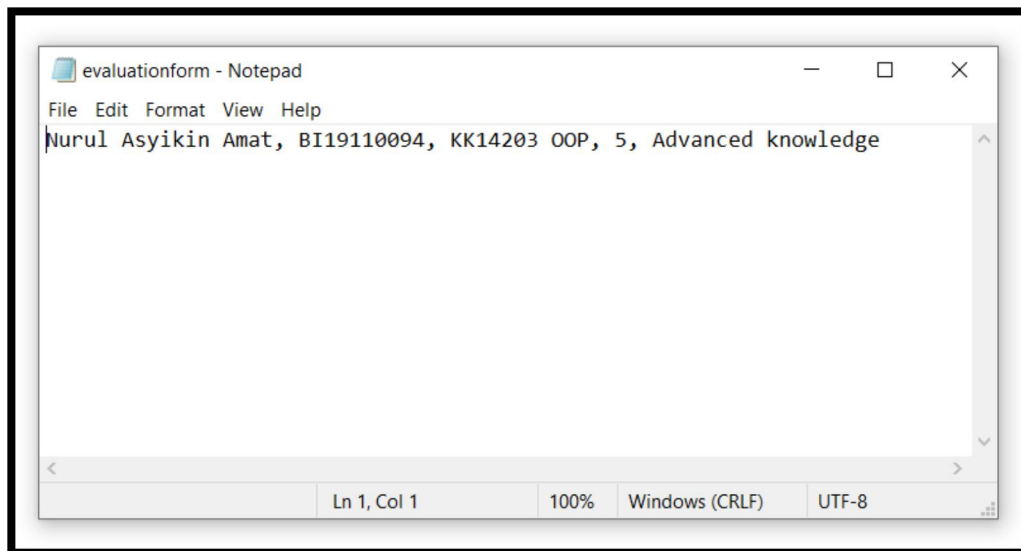 evaluationform - Notepad
File Edit Format View Help
Nurul Asyikin Amat, BI19110094, KK14203 OOP, 5, Advanced knowledge
Ln 1, Col 1 100% Windows (CRLF) UTF-8